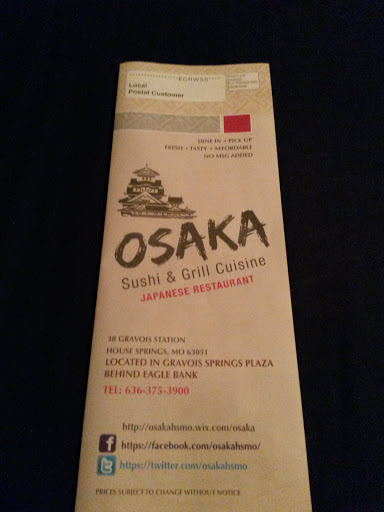 ECRWSS
Local
Postal Customer
DINE IN • PICK UP
FRESH • TASTY • AFFORDABLE
NO MSG ADDED
OSAKA
Sushi & Grill Cuisine
JAPANESE RESTAURANT
38 GRAVOIS STATION
HOUSE SPRINGS, MO 63051
LOCATED IN GRAVOIS SPRINGS PLAZA
BEHIND EAGLE BANK
TEL: 636-375-3900
http://osakahsmo.wix.com/osaka
f https://facebook.com/osakahsmo/
https://twitter.com/osakahsmo
PRICES SUBJECT TO CHANGE WITHOUT NOTICE